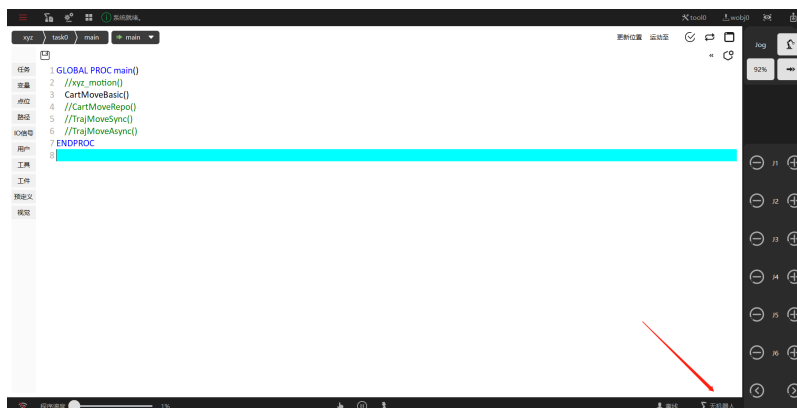 系统就绪。
tool0
wobj0
xyz
task0
main
main
更新位置
运动至
Jog
92%
任务
变量
点位
路径
IO信号
用户
工具
工件
预定义
视觉
1 GLOBAL PROC main()
2 //xyz_motion()
3 CartMoveBasic()
4 //CartMoveRepo()
5 //TrajMoveSync()
6 //TrajMoveAsync()
7 ENDPROC
8
J1
J2
J3
J4
J5
J6
程序速度
1%
无机器人